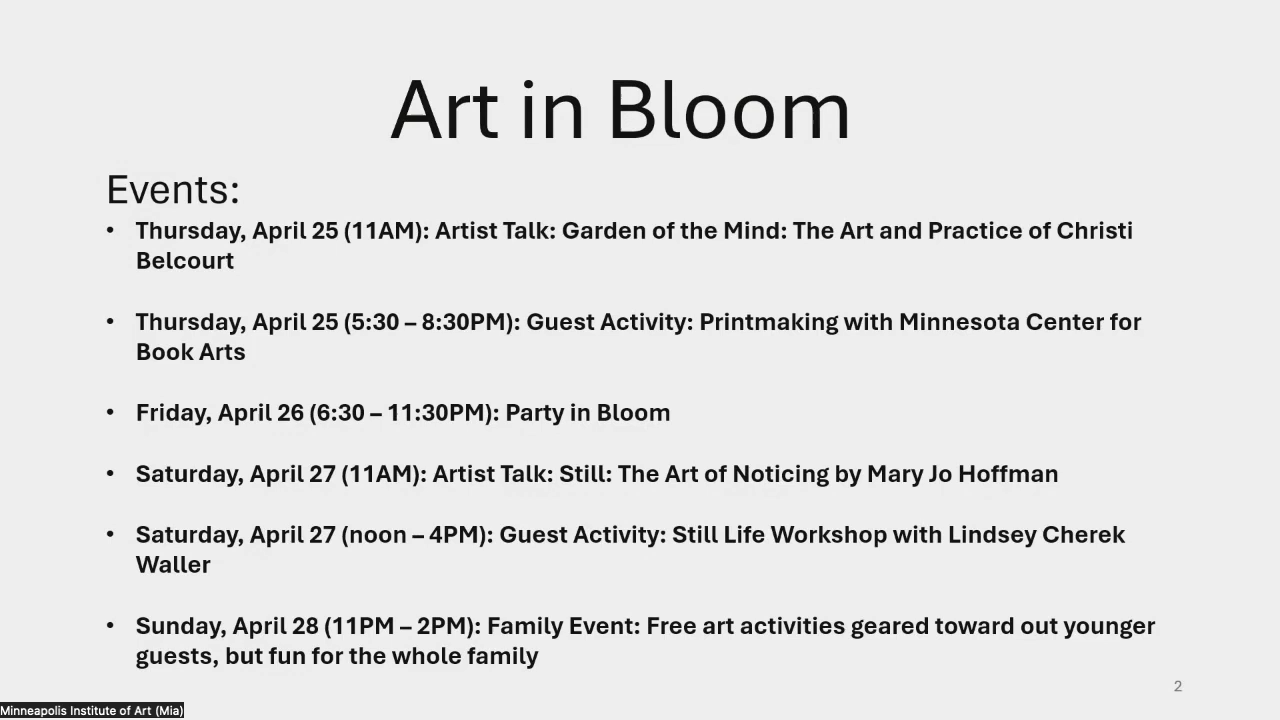 Art in Bloom
Events:
• Thursday, April 25 (11AM): Artist Talk: Garden of the Mind: The Art and Practice of Christi
Belcourt
• Thursday, April 25 (5:30 – 8:30PM): Guest Activity: Printmaking with Minnesota Center for
Book Arts
• Friday, April 26 (6:30 – 11:30PM): Party in Bloom
• Saturday, April 27 (11AM): Artist Talk: Still: The Art of Noticing by Mary Jo Hoffman
• Saturday, April 27 (noon – 4PM): Guest Activity: Still Life Workshop with Lindsey Cherek
Waller
• Sunday, April 28 (11PM – 2PM): Family Event: Free art activities geared toward out younger
guests, but fun for the whole family
2
Minneapolis Institute of Art (Mia)